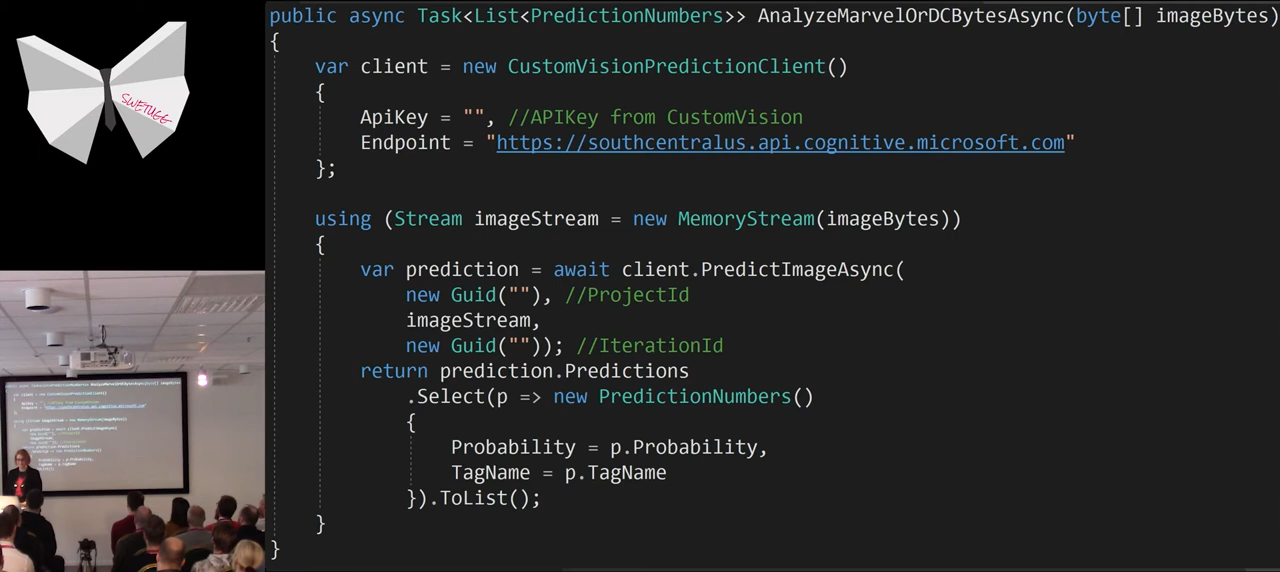 SWETUGG
public async Task<List<PredictionNumbers>> AnalyzeMarvelOrDCBytesAsync(byte[] imageBytes)
{
var client = new CustomVisionPredictionClient()
{
ApiKey = "", //APIKey from CustomVision
Endpoint = "https://southcentralus.api.cognitive.microsoft.com"
};
using (Stream imageStream = new MemoryStream(imageBytes))
{
var prediction = await client.PredictImageAsync(
new Guid(""), //ProjectId
imageStream,
new Guid("")); //IterationId
return prediction.Predictions
.Select(p => new PredictionNumbers()
{
Probability = p.Probability,
TagName = p.TagName
}).ToList();
}
}